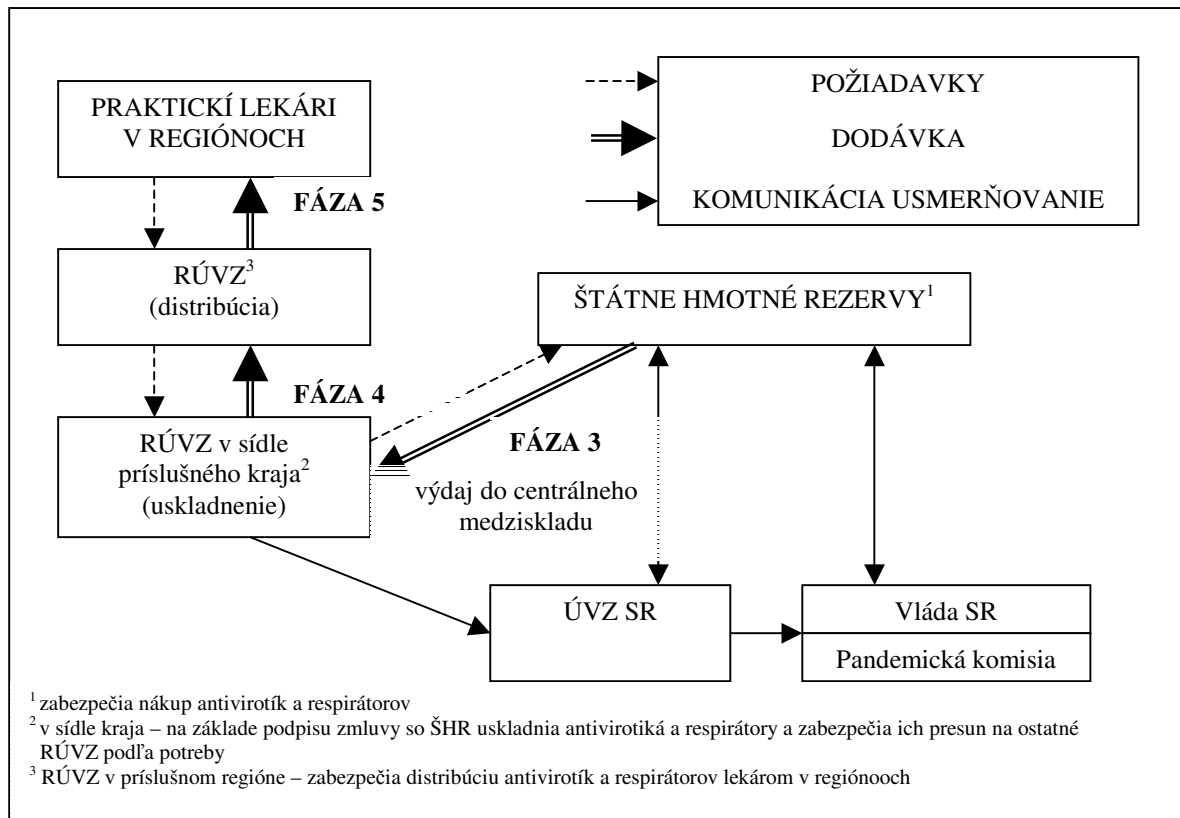 PRAKTICKÍ LEKÁRI
V REGIÓNOCH
POŽIADAVKY
DODÁVKA
KOMUNIKÁCIA USMERŇOVANIE
FÁZA 5
RÚVZ³
(distribúcia)
ŠTÁTNE HMOTNÉ REZERVY¹
FÁZA 4
RÚVZ v sídle
príslušného kraja²
(uskladnenie)
FÁZA 3
výdaj do centrálneho
medziskladu
ÚVZ SR
Vláda SR
Pandemická komisia
¹ zabezpečia nákup antivirotík a respirátorov
² v sídle kraja – na základe podpisu zmluvy so ŠHR uskladnia antivirotiká a respirátory a zabezpečia ich presun na ostatné
RÚVZ podľa potreby
³ RÚVZ v príslušnom regióne – zabezpečia distribúciu antivirotík a respirátorov lekárom v regiónooch